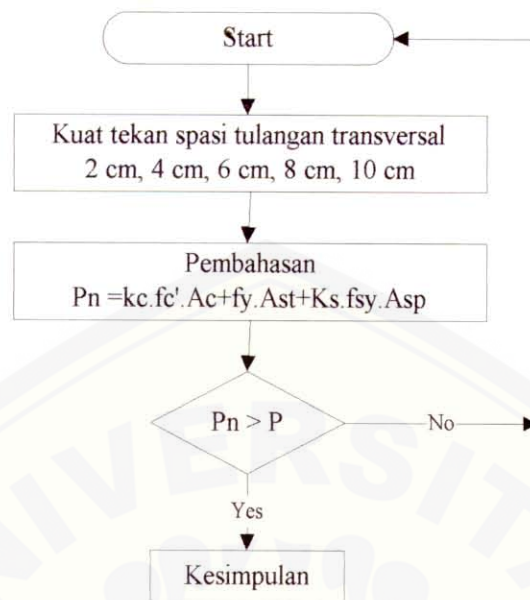 Start
Kuat tekan spasi tulangan transversal
2 cm, 4 cm, 6 cm, 8 cm, 10 cm
Pembahasan
Pn =kc.fc'.Ac+fy.Ast+Ks.fsy.Asp
Pn > P
No
Yes
Kesimpulan
UNIVERSIT